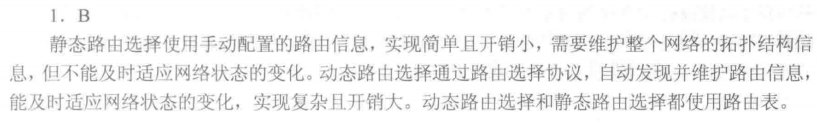 1. B
静态路由选择使用手动配置的路由信息，实现简单且开销小，需要维护整个网络的拓扑结构信
息，但不能及时适应网络状态的变化。动态路由选择通过路由选择协议，自动发现并维护路由信息，
能及时适应网络状态的变化，实现复杂且开销大。动态路由选择和静态路由选择都使用路由表。